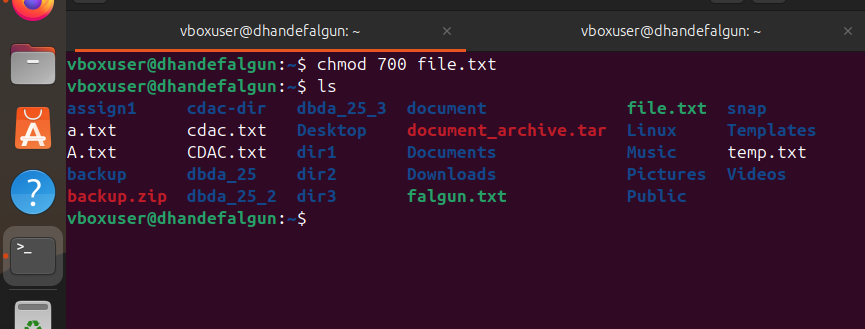 vboxuser@dhandefalgun: ~ × vboxuser@dhandefalgun: ~ ×
vboxuser@dhandefalgun:~$ chmod 700 file.txt
vboxuser@dhandefalgun:~$ ls
assign1 cdac-dir dbda_25_3 document file.txt snap
a.txt cdac.txt Desktop document_archive.tar Linux Templates
A.txt CDAC.txt dir1 Documents Music temp.txt
backup dbda_25 dir2 Downloads Pictures Videos
backup.zip dbda_25_2 dir3 falgun.txt Public
vboxuser@dhandefalgun:~$
A
?
>_